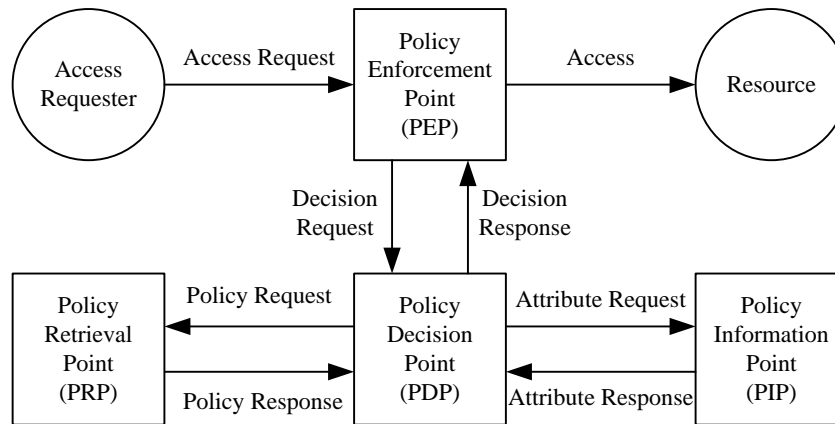 Access
Requester
Access Request
Policy
Enforcement
Point
(PEP)
Access
Resource
Decision
Request
Decision
Response
Policy
Retrieval
Point
(PRP)
Policy Request
Policy Response
Policy
Decision
Point
(PDP)
Attribute Request
Attribute Response
Policy
Information
Point
(PIP)